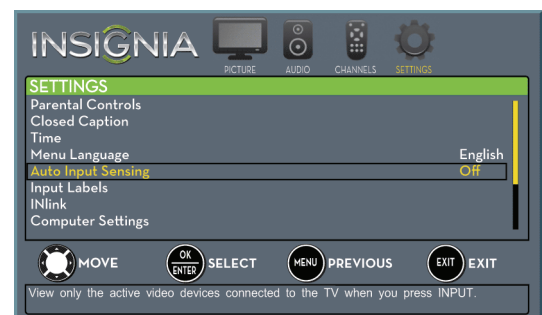 INSIGNIA
PICTURE AUDIO CHANNELS SETTINGS
SETTINGS
Parental Controls
Closed Caption
Time
Menu Language English
Auto Input Sensing Off
Input Labels
INlink
Computer Settings
MOVE OK ENTER SELECT MENU PREVIOUS EXIT EXIT
View only the active video devices connected to the TV when you press INPUT.